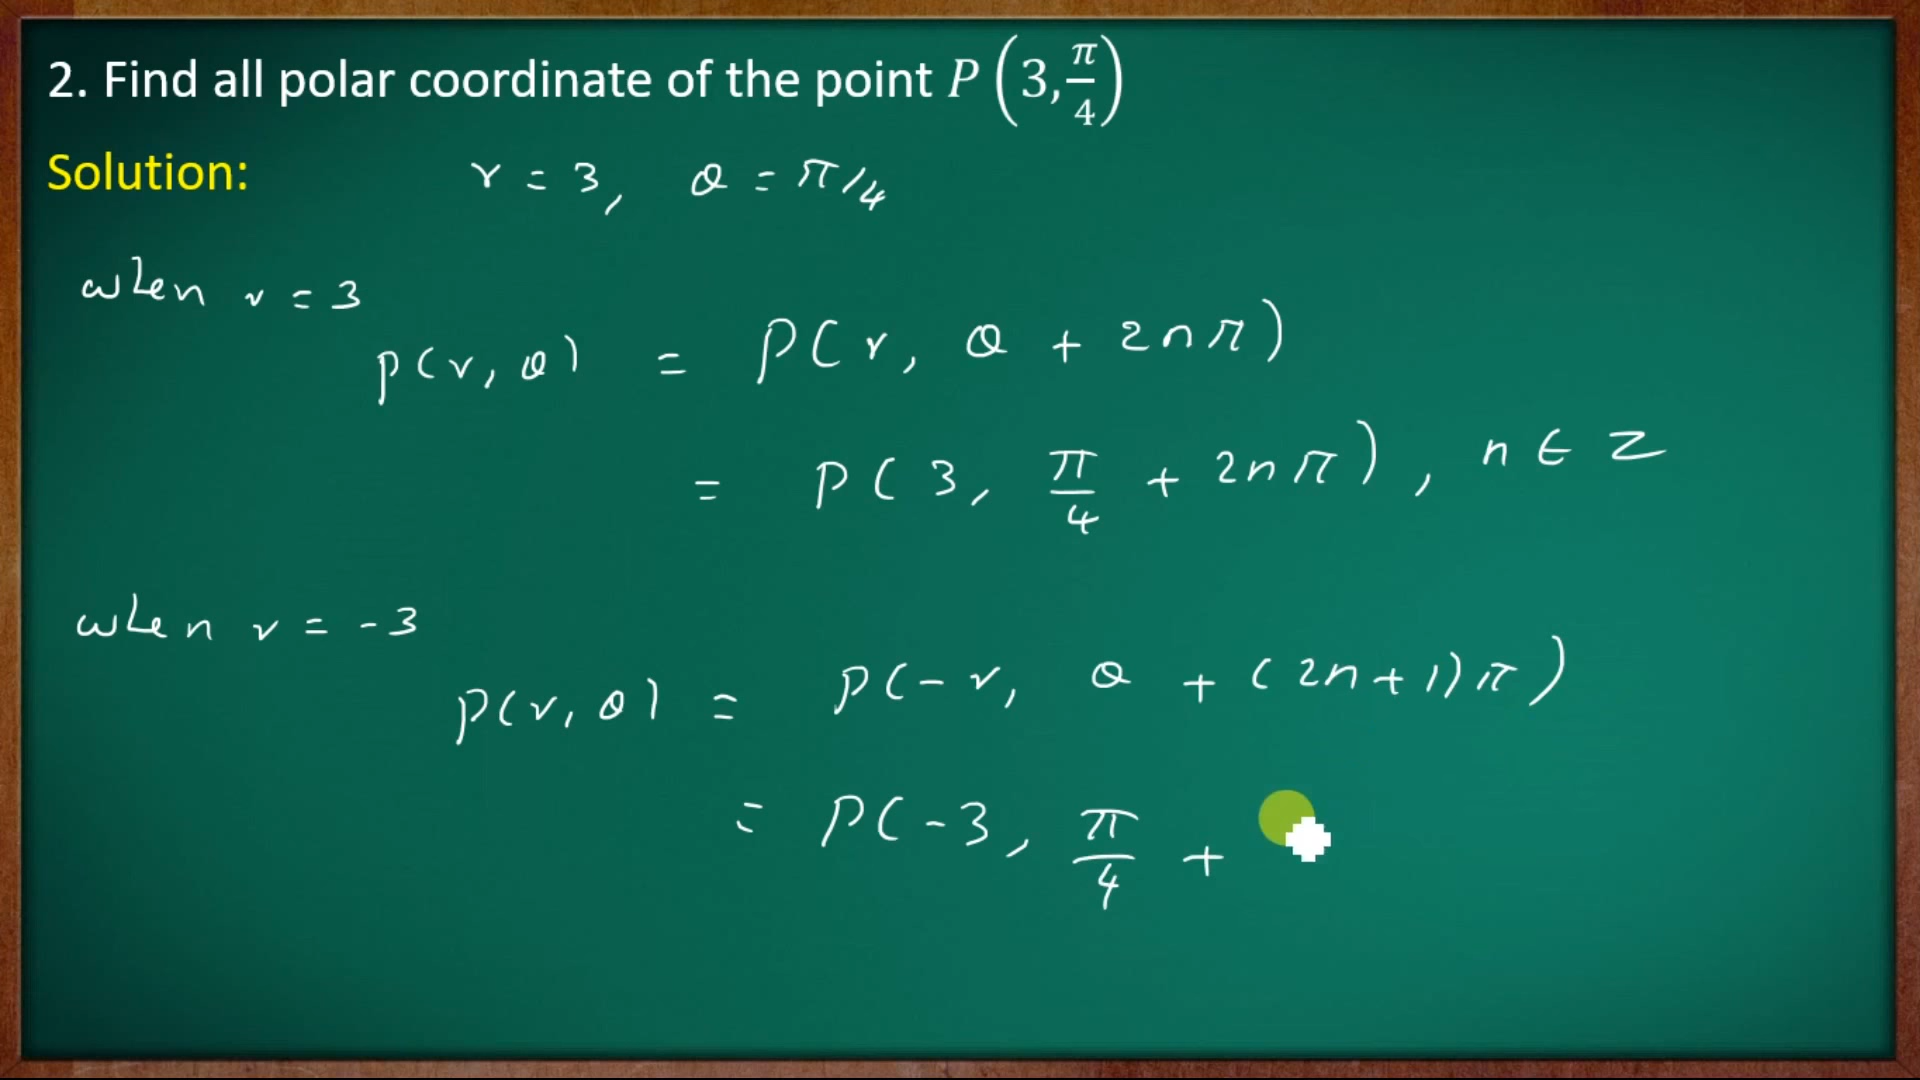 2. Find all polar coordinate of the point P(3, π/4)
Solution: r = 3, θ = π/4
when r = 3
P(r, θ) = P(r, θ + 2nπ)
= P(3, π/4 + 2nπ), n ∈ Z
when r = -3
P(r, θ) = P(-r, θ + (2n+1)π)
= P(-3, π/4 +